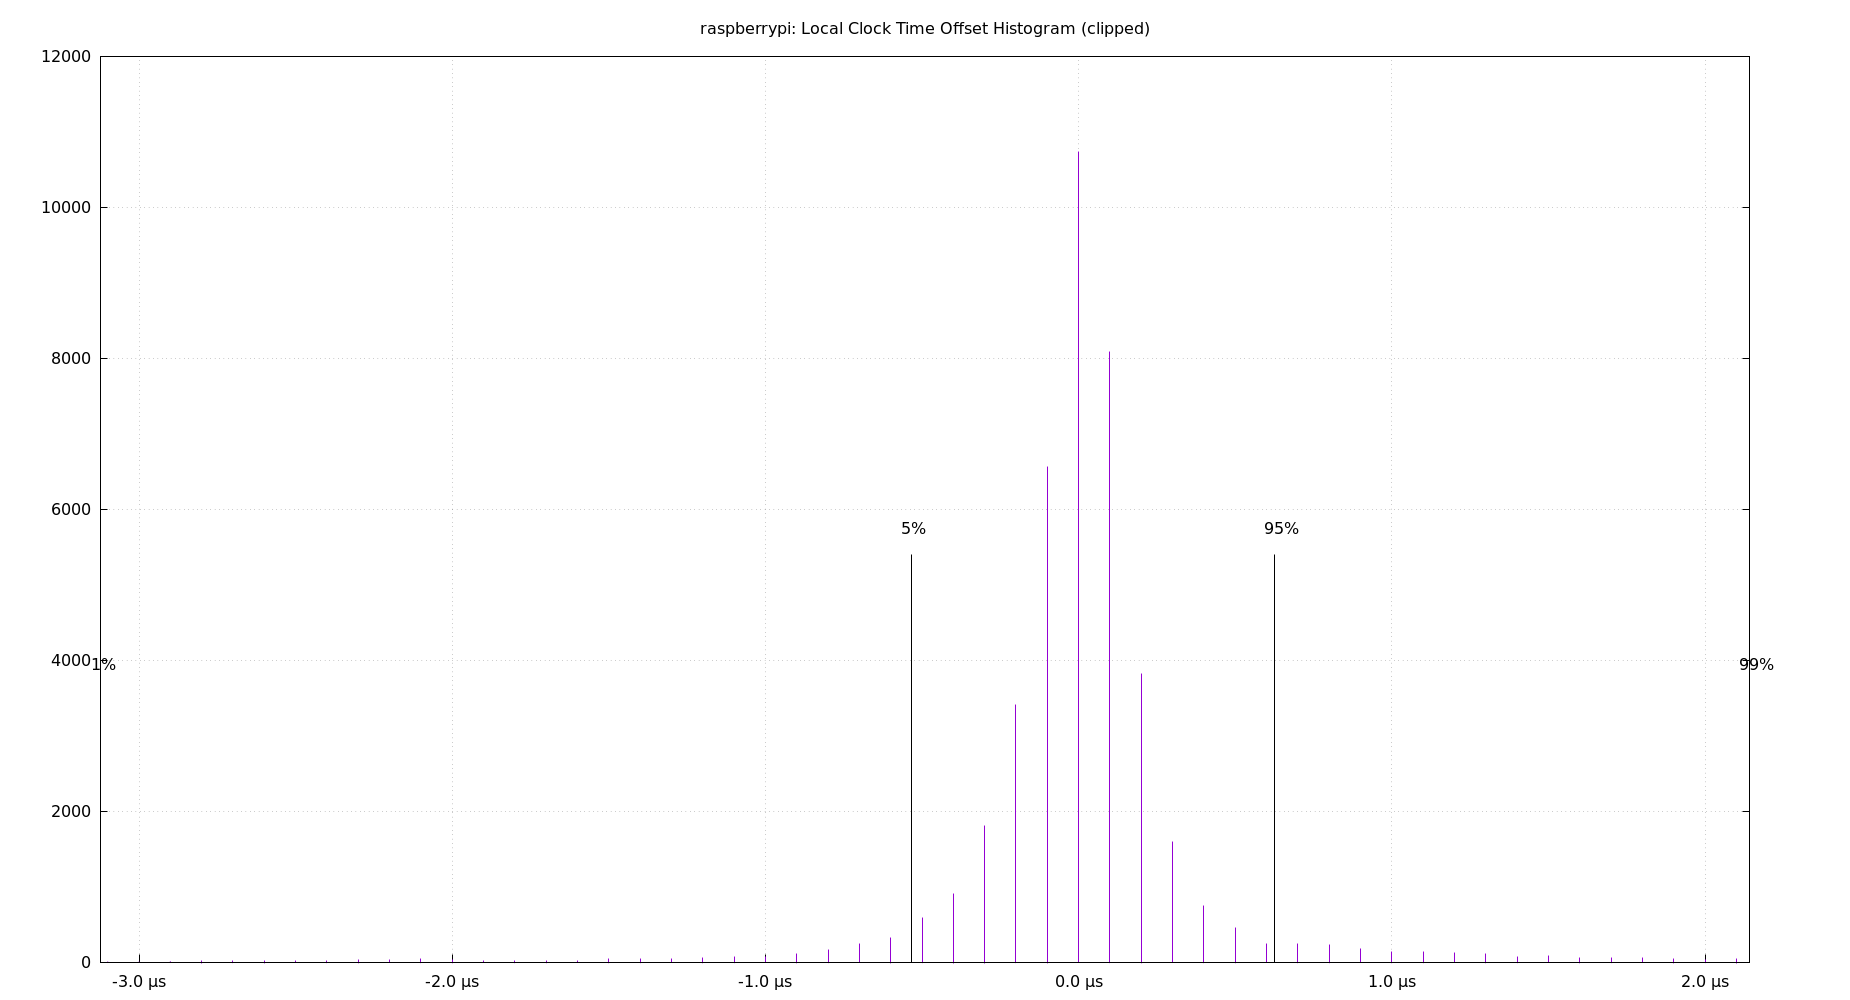 raspberrypi: Local Clock Time Offset Histogram (clipped)
12000
10000
8000
6000
5% 95%
4000 1% 99%
2000
0
-3.0 µs -2.0 µs -1.0 µs 0.0 µs 1.0 µs 2.0 µs